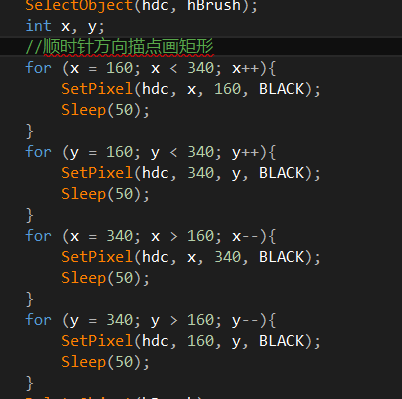 SelectObject(hdc, hBrush);
int x, y;
//顺时针方向描点画矩形
for (x = 160; x < 340; x++){
SetPixel(hdc, x, 160, BLACK);
Sleep(50);
}
for (y = 160; y < 340; y++){
SetPixel(hdc, 340, y, BLACK);
Sleep(50);
}
for (x = 340; x > 160; x--){
SetPixel(hdc, x, 340, BLACK);
Sleep(50);
}
for (y = 340; y > 160; y--){
SetPixel(hdc, 160, y, BLACK);
Sleep(50);
}